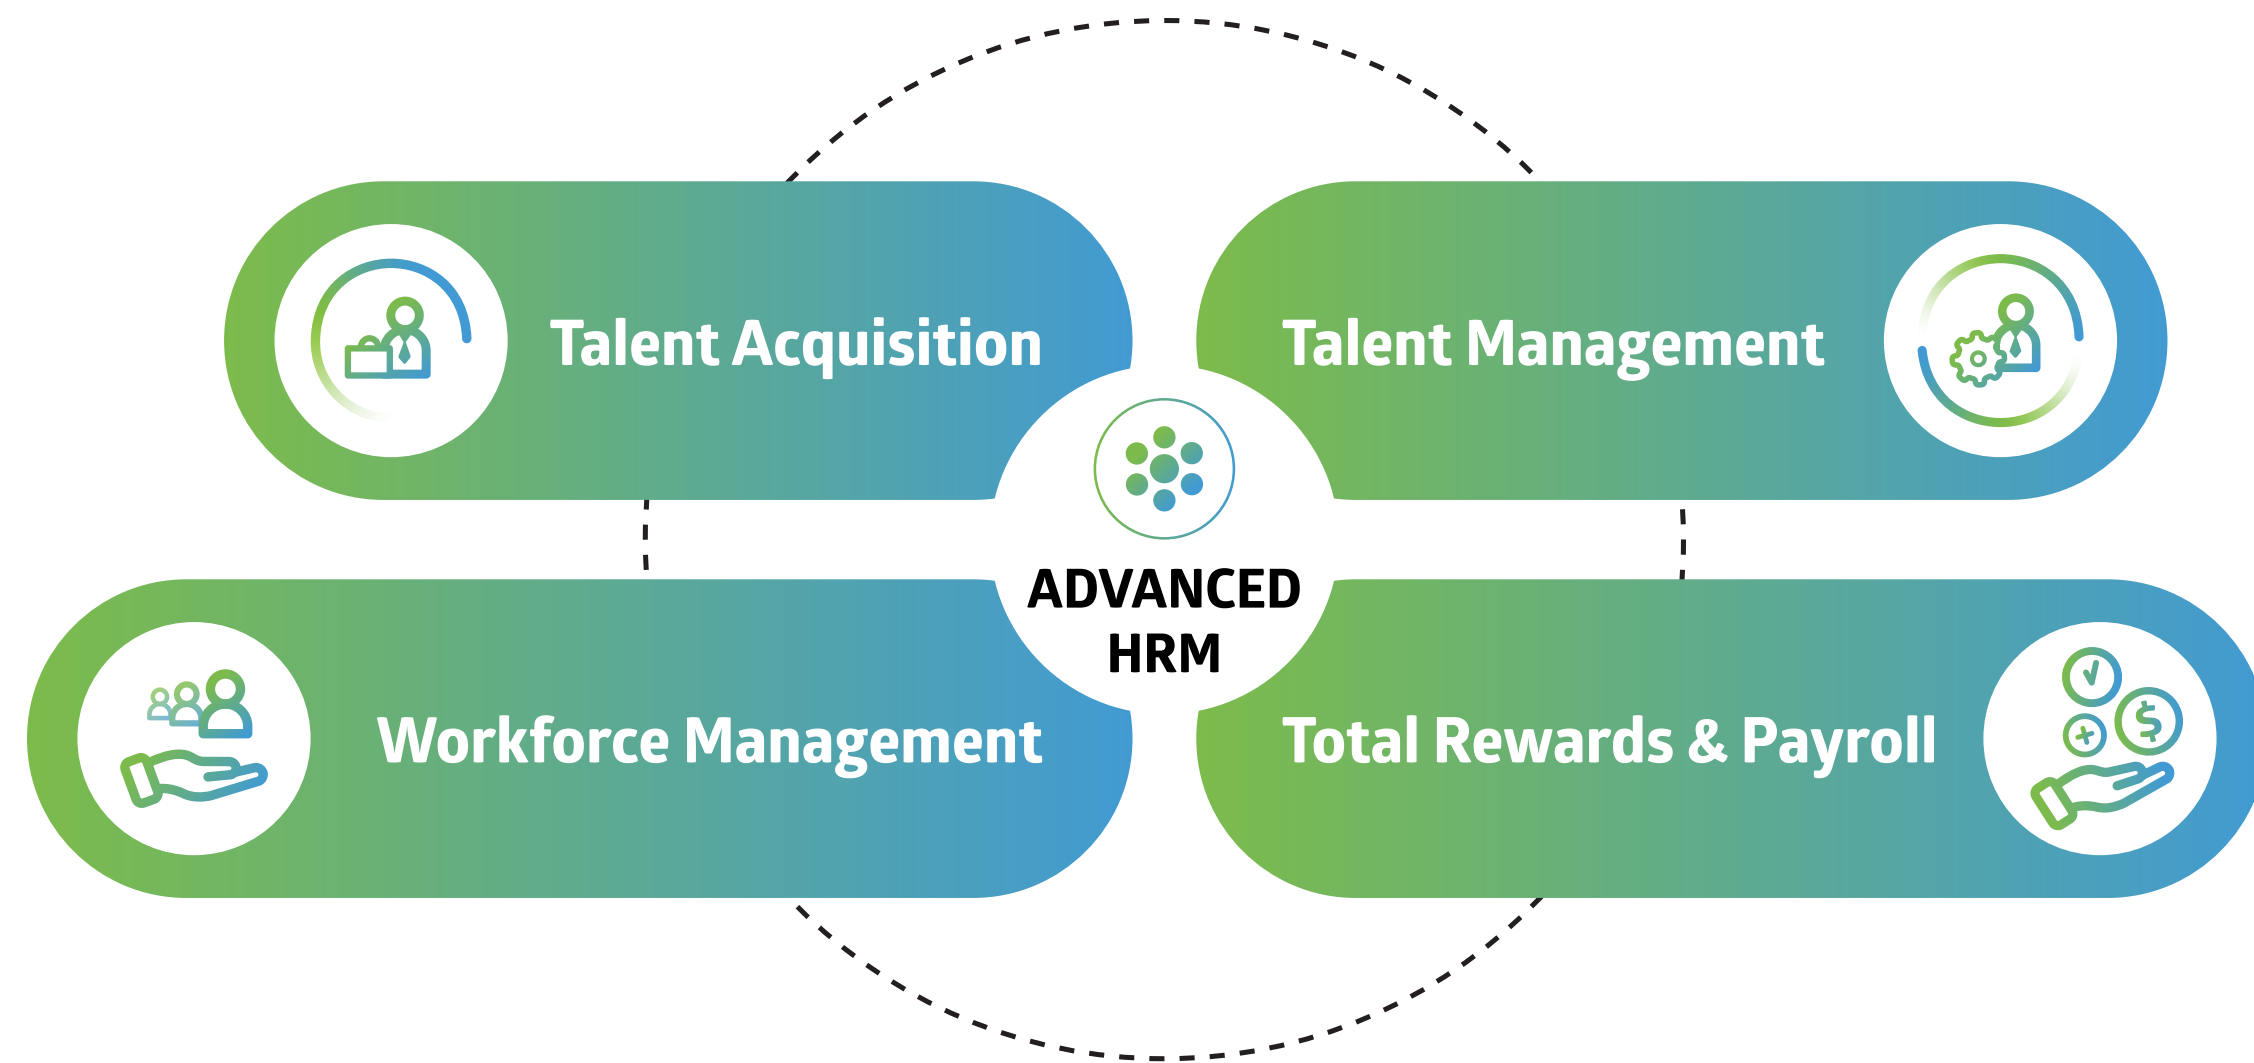 Talent Acquisition
Talent Management
ADVANCED
HRM
Workforce Management
Total Rewards & Payroll
$